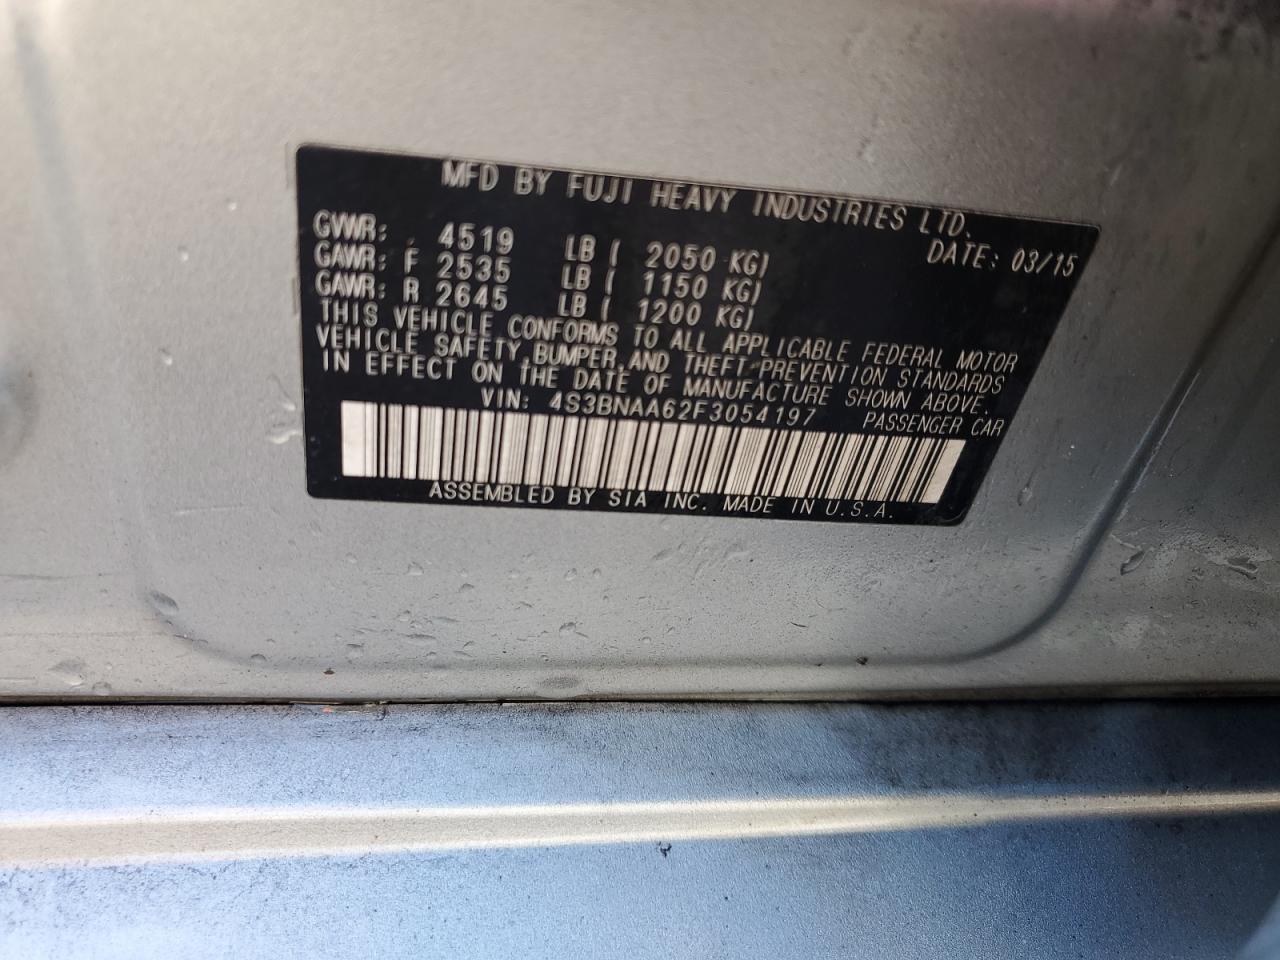 MFD BY FUJI HEAVY INDUSTRIES LTD.
DATE: 03/15
GVWR: 4519 LB ( 2050 KG)
GAWR: F 2535 LB ( 1150 KG)
GAWR: R 2645 LB ( 1200 KG)
THIS VEHICLE CONFORMS TO ALL APPLICABLE FEDERAL MOTOR
VEHICLE SAFETY,BUMPER,AND THEFT PREVENTION STANDARDS
IN EFFECT ON THE DATE OF MANUFACTURE SHOWN ABOVE.
VIN: 4S3BNAA62F3054197 PASSENGER CAR
ASSEMBLED BY SIA INC. MADE IN U.S.A.